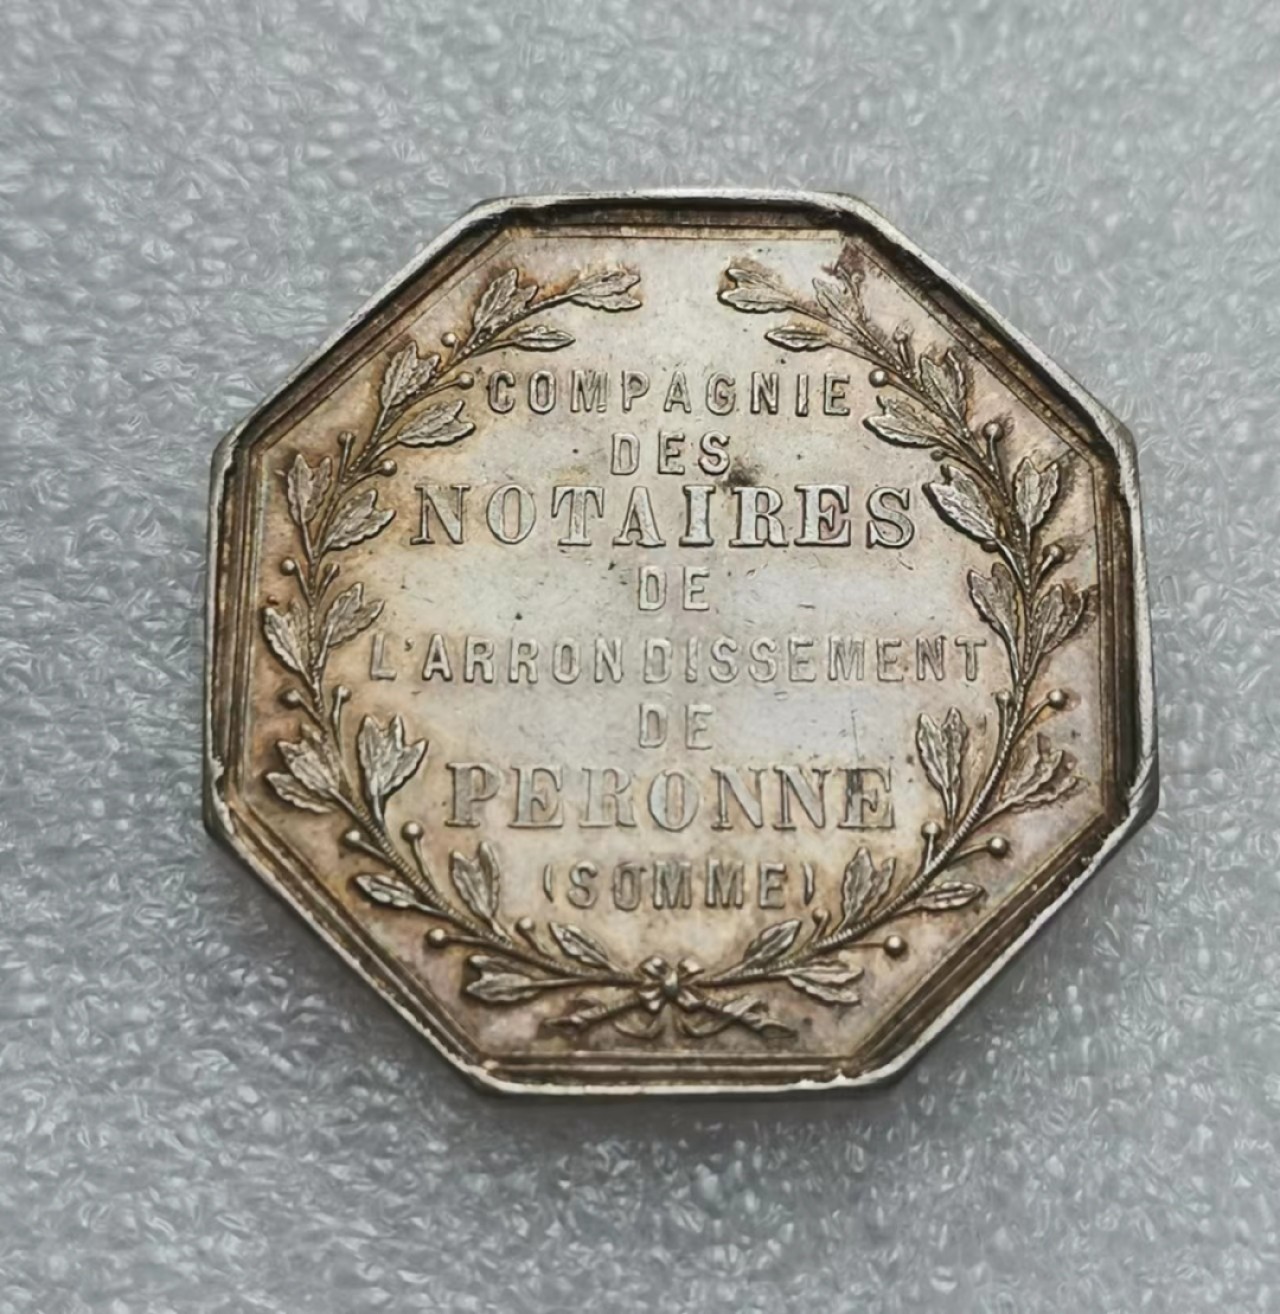 COMPAGNIE
DES
NOTAIRES
DE
L'ARRONDISSEMENT
DE
PERONNE
(SOMME)